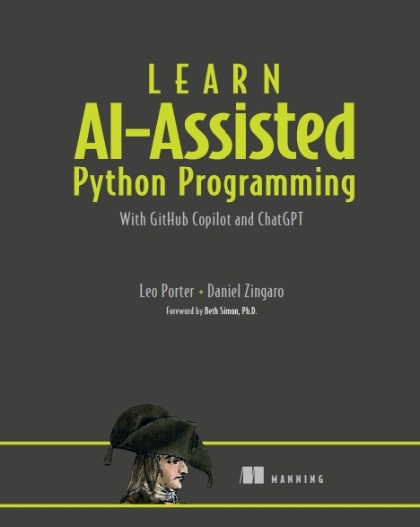 LEARN
AI-Assisted
Python Programming
With GitHub Copilot and ChatGPT
Leo Porter • Daniel Zingaro
Foreword by Beth Simon, Ph.D.
MANNING